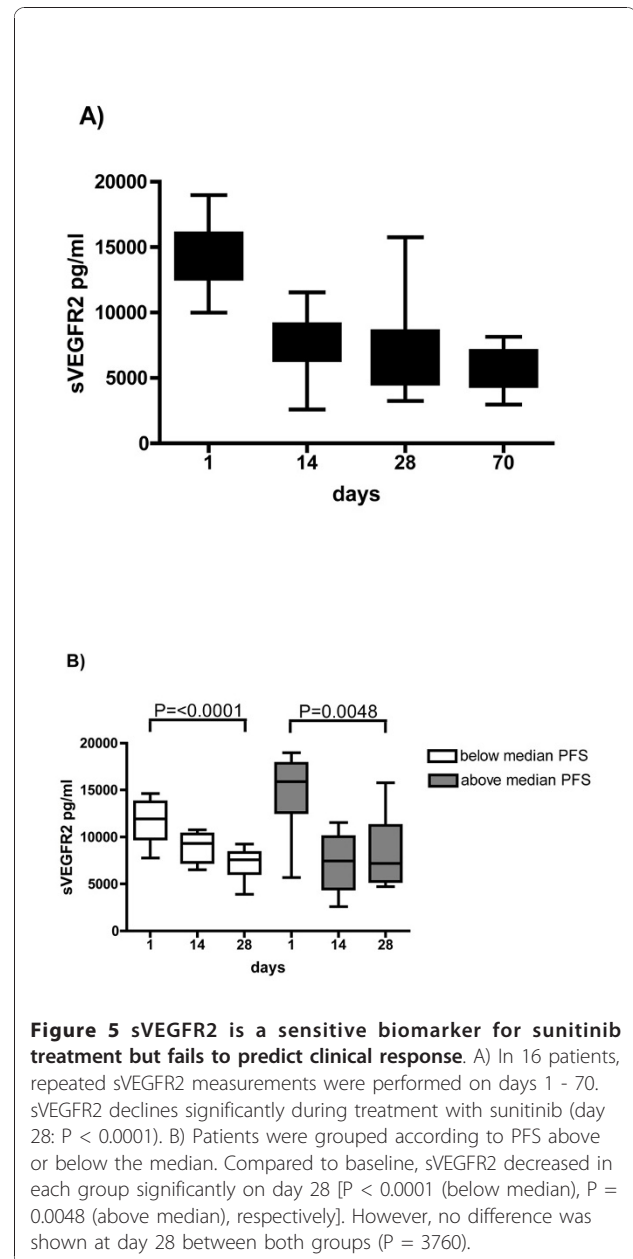 A)
20000
15000
10000
5000
0
sVEGFR2 pg/ml
1 14 28 70
days
B)
P=<0.0001 P=0.0048
20000
15000
10000
5000
0
sVEGFR2 pg/ml
1 14 28 1 14 28
days
below median PFS
above median PFS
Figure 5 sVEGFR2 is a sensitive biomarker for sunitinib
treatment but fails to predict clinical response. A) In 16 patients,
repeated sVEGFR2 measurements were performed on days 1 - 70.
sVEGFR2 declines significantly during treatment with sunitinib (day
28: P < 0.0001). B) Patients were grouped according to PFS above
or below the median. Compared to baseline, sVEGFR2 decreased in
each group significantly on day 28 [P < 0.0001 (below median), P =
0.0048 (above median), respectively]. However, no difference was
shown at day 28 between both groups (P = 3760).